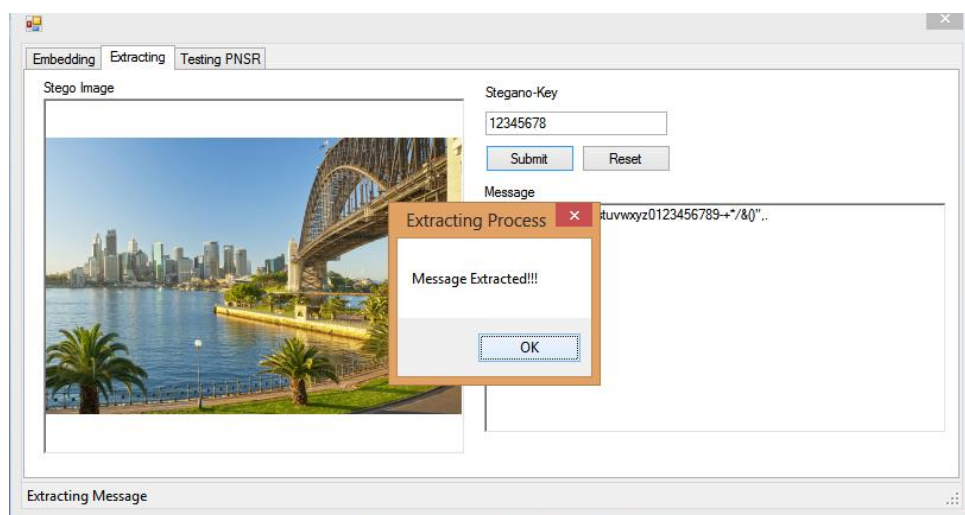 Embedding Extracting Testing PNSR
Stego Image
Stegano-Key
12345678
Submit Reset
Message
tuvwxyz0123456789-+*/&()",.
Extracting Process
Message Extracted!!!
OK
Extracting Message